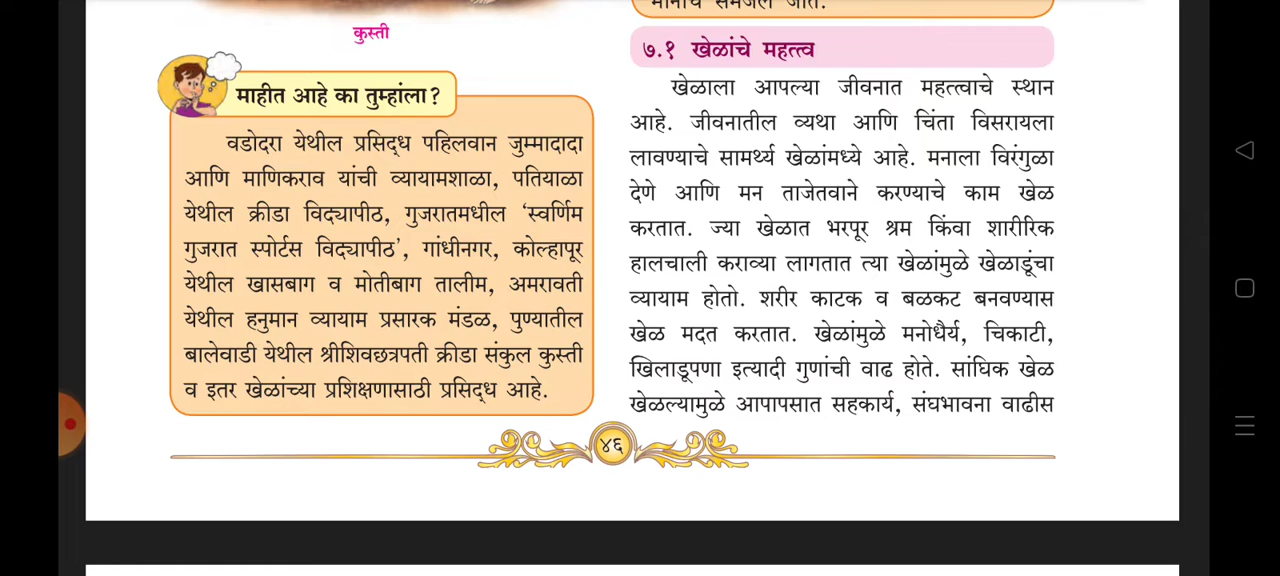 कुस्ती
माहीत आहे का तुम्हांला?
वडोदरा येथील प्रसिद्ध पहिलवान जुम्मादादा
आणि माणिकराव यांची व्यायामशाळा, पतियाळा
येथील क्रीडा विद्यापीठ, गुजरातमधील ‘स्वर्णिम
गुजरात स्पोर्टस विद्यापीठ’, गांधीनगर, कोल्हापूर
येथील खासबाग व मोतीबाग तालीम, अमरावती
येथील हनुमान व्यायाम प्रसारक मंडळ, पुण्यातील
बालेवाडी येथील श्रीशिवछत्रपती क्रीडा संकुल कुस्ती
व इतर खेळांच्या प्रशिक्षणासाठी प्रसिद्ध आहे.
मानाचे समजले जाते.
७.१ खेळांचे महत्त्व
खेळाला आपल्या जीवनात महत्त्वाचे स्थान
आहे. जीवनातील व्यथा आणि चिंता विसरायला
लावण्याचे सामर्थ्य खेळांमध्ये आहे. मनाला विरंगुळा
देणे आणि मन ताजेतवाने करण्याचे काम खेळ
करतात. ज्या खेळात भरपूर श्रम किंवा शारीरिक
हालचाली कराव्या लागतात त्या खेळांमुळे खेळाडूंचा
व्यायाम होतो. शरीर काटक व बळकट बनवण्यास
खेळ मदत करतात. खेळांमुळे मनोधैर्य, चिकाटी,
खिलाडूपणा इत्यादी गुणांची वाढ होते. सांघिक खेळ
खेळल्यामुळे आपापसात सहकार्य, संघभावना वाढीस
४६